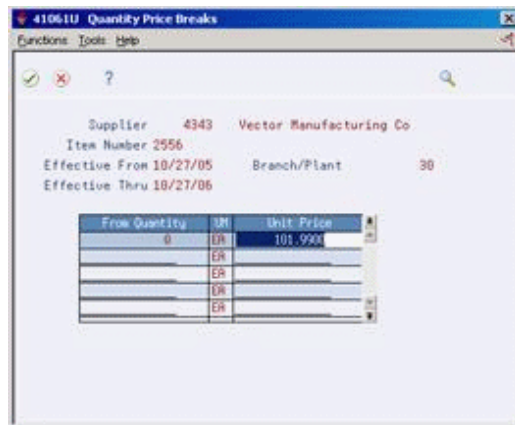 41061U Quantity Price Breaks
Functions Tools Help
?
Supplier 4343 Vector Manufacturing Co
Item Number 2556
Effective From 10/27/05 Branch/Plant 30
Effective Thru 10/27/06
From Quantity UM Unit Price
0 EA 101.9900
EA
EA
EA
EA